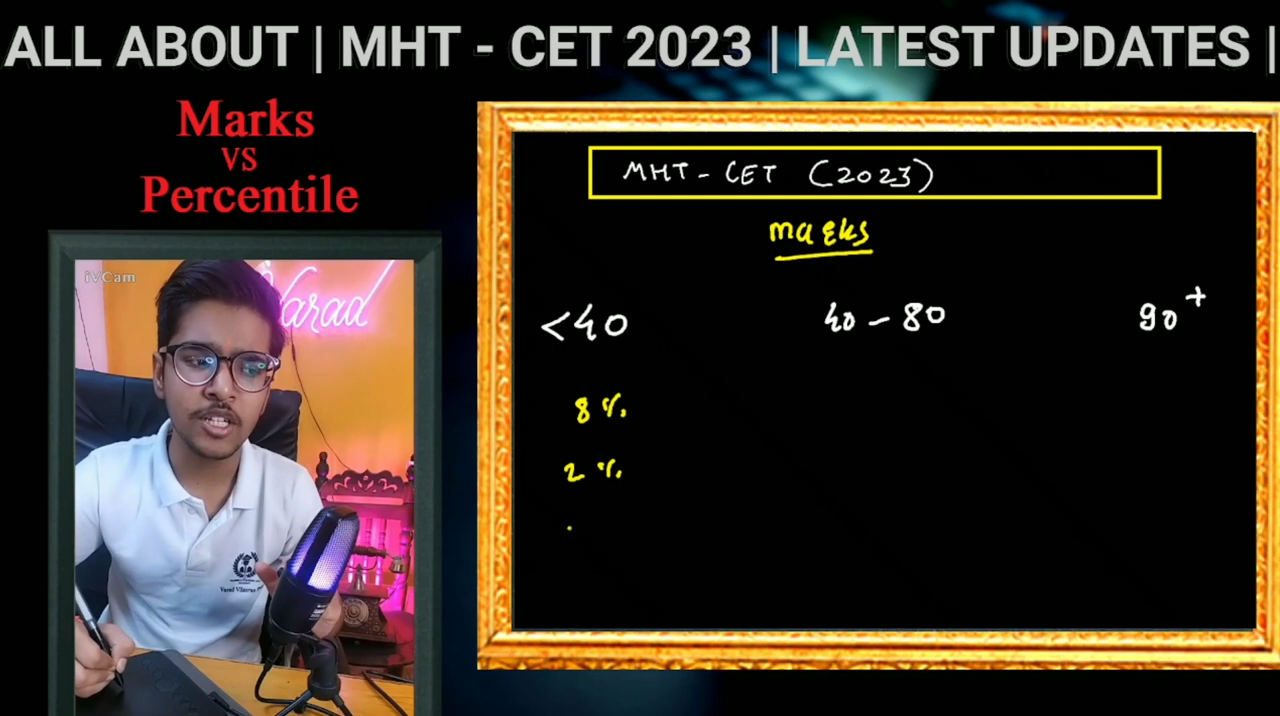 ALL ABOUT | MHT - CET 2023 | LATEST UPDATES |
Marks
VS
Percentile
iVCam
Varad
MHT - CET (2023)
marks
<40
40 - 80
90+
8 %
2 %